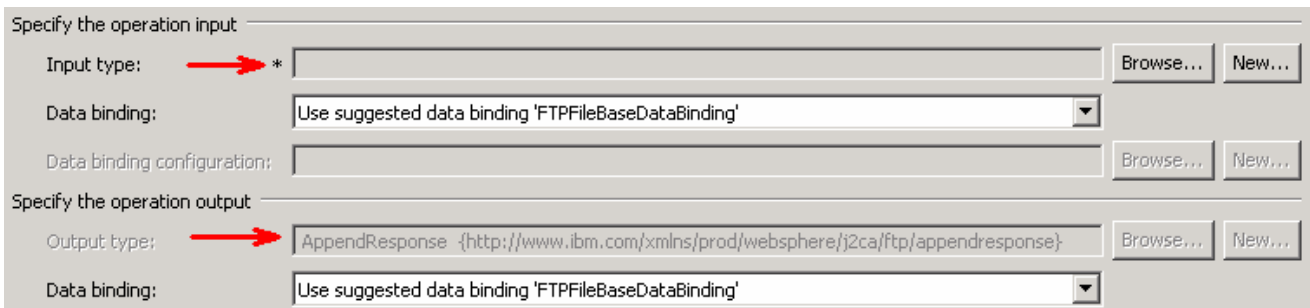 Specify the operation input
Input type: * Browse... New...
Data binding: Use suggested data binding 'FTPFileBaseDataBinding'
Data binding configuration: Browse... New...
Specify the operation output
Output type: AppendResponse {http://www.ibm.com/xmlns/prod/websphere/j2ca/ftp/appendresponse} Browse... New...
Data binding: Use suggested data binding 'FTPFileBaseDataBinding'